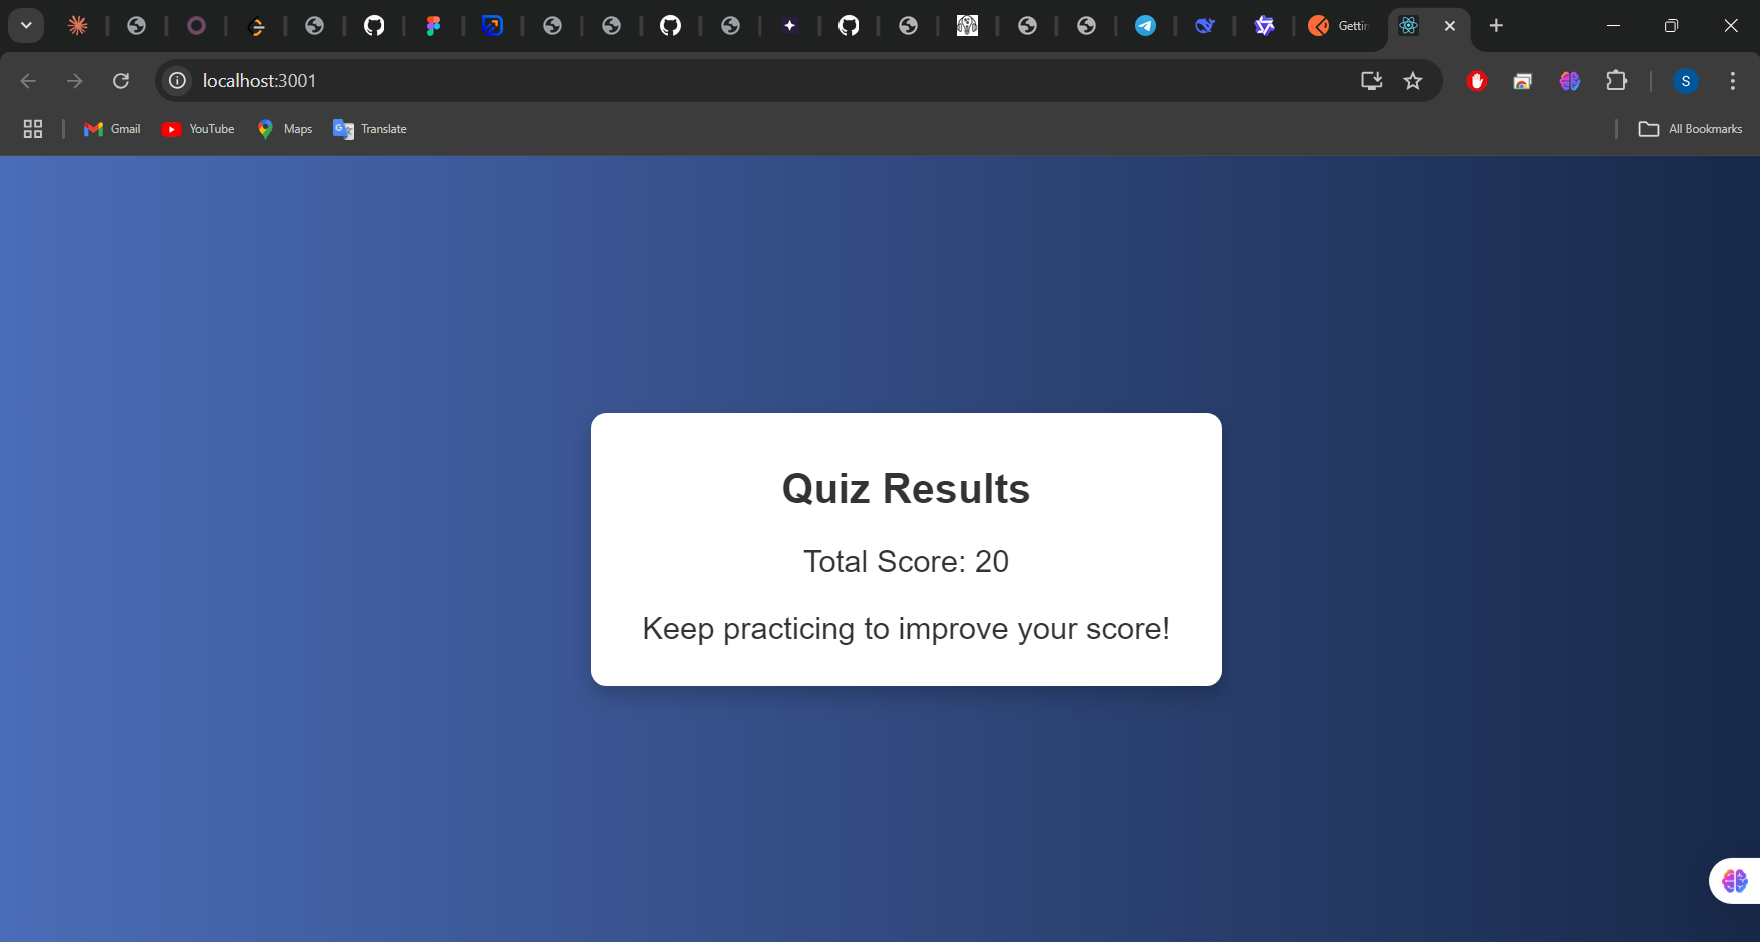 Gettin
localhost:3001
S
Gmail
YouTube
Maps
Translate
All Bookmarks
Quiz Results
Total Score: 20
Keep practicing to improve your score!